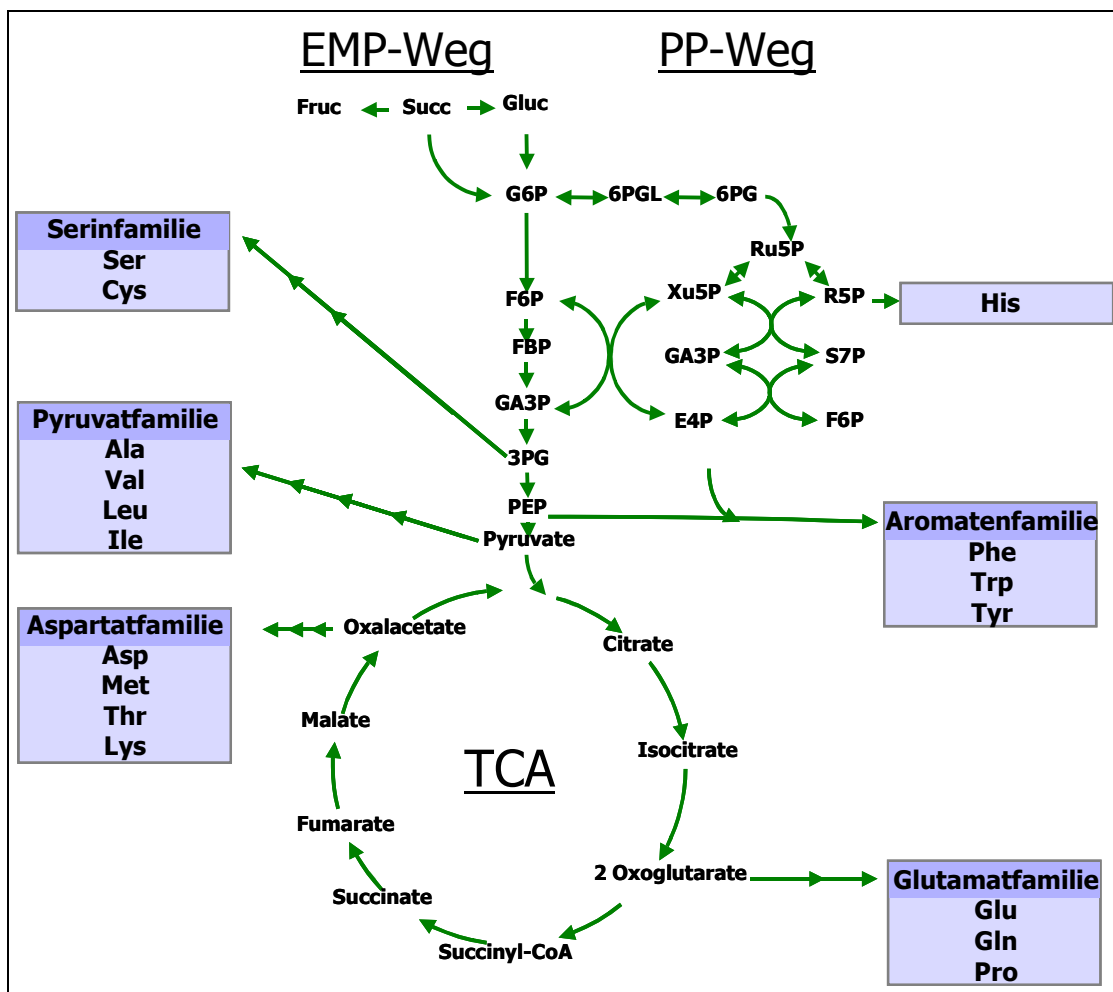 EMP-Weg
PP-Weg
Fruc
Succ
Gluc
G6P
6PGL
6PG
Ru5P
Serinfamilie
Ser
Cys
F6P
Xu5P
R5P
His
FBP
GA3P
S7P
GA3P
E4P
F6P
Pyruvatfamilie
Ala
Val
Leu
Ile
3PG
PEP
Pyruvate
Aromatenfamilie
Phe
Trp
Tyr
Aspartatfamilie
Asp
Met
Thr
Lys
Oxalacetate
Citrate
Malate
Isocitrate
TCA
Fumarate
2 Oxoglutarate
Succinate
Succinyl-CoA
Glutamatfamilie
Glu
Gln
Pro